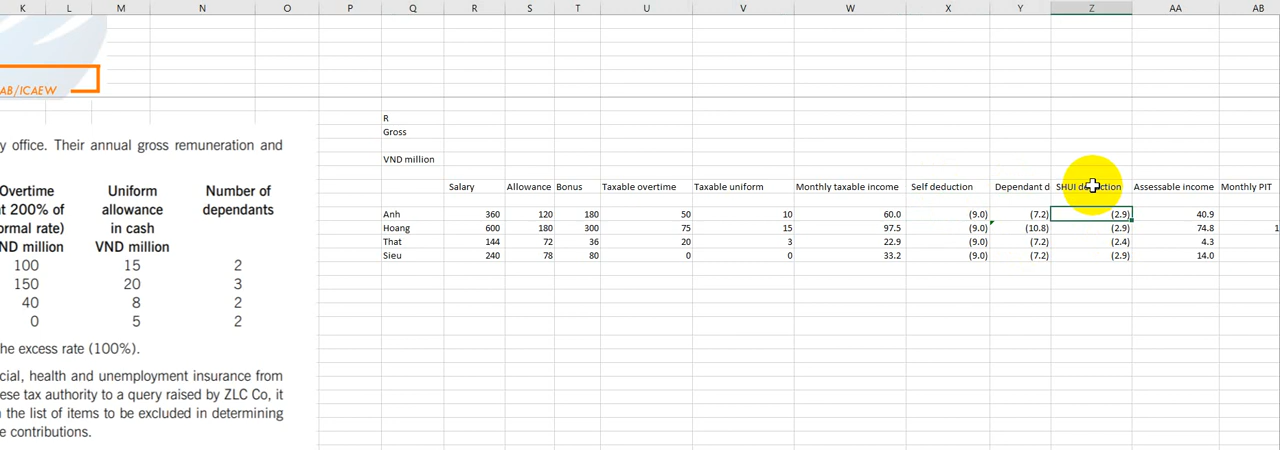 K L M N O P Q R S T U V W X Y Z AA AB
AB/ICAEW
y office. Their annual gross remuneration and
Overtime Uniform Number of
at 200% of allowance dependants
ormal rate) in cash
ND million VND million
100 15 2
150 20 3
40 8 2
0 5 2
he excess rate (100%).
cial, health and unemployment insurance from
ese tax authority to a query raised by ZLC Co, it
n the list of items to be excluded in determining
e contributions.
R
Gross
VND million
Salary Allowance Bonus Taxable overtime Taxable uniform Monthly taxable income Self deduction Dependant d SHUI deduction Assessable income Monthly PIT
Anh 360 120 180 50 10 60.0 (9.0) (7.2) (2.9) 40.9
Hoang 600 180 300 75 15 97.5 (9.0) (10.8) (2.9) 74.8 1
That 144 72 36 20 3 22.9 (9.0) (7.2) (2.4) 4.3
Sieu 240 78 80 0 0 33.2 (9.0) (7.2) (2.9) 14.0